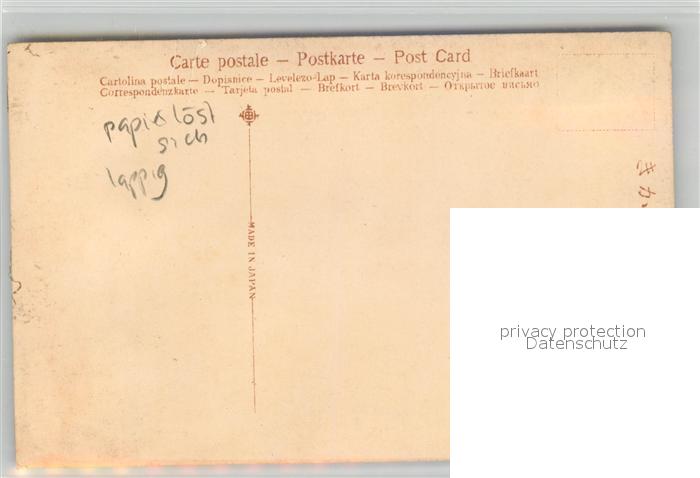 Carte postale — Postkarte — Post Card
Cartolina postale — Dopisnice — Levelezo-Lap — Karta korespondencyjna — Briefkaart
Correspondenzkarte — Tarjeta postal — Brefkort — Brevkort — Открытое письмо
papier löst
sich
lappig
MADE IN JAPAN
privacy protection
Datenschutz